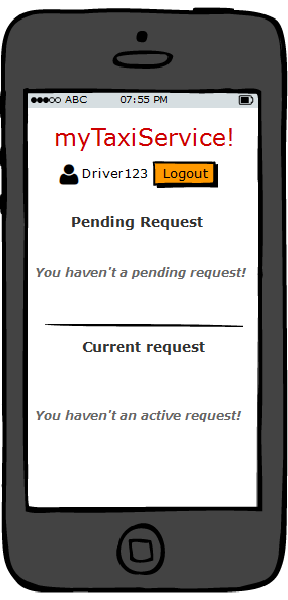 ●●●○○ ABC 07:55 PM
myTaxiService!
Driver123 Logout
Pending Request
You haven't a pending request!
Current request
You haven't an active request!